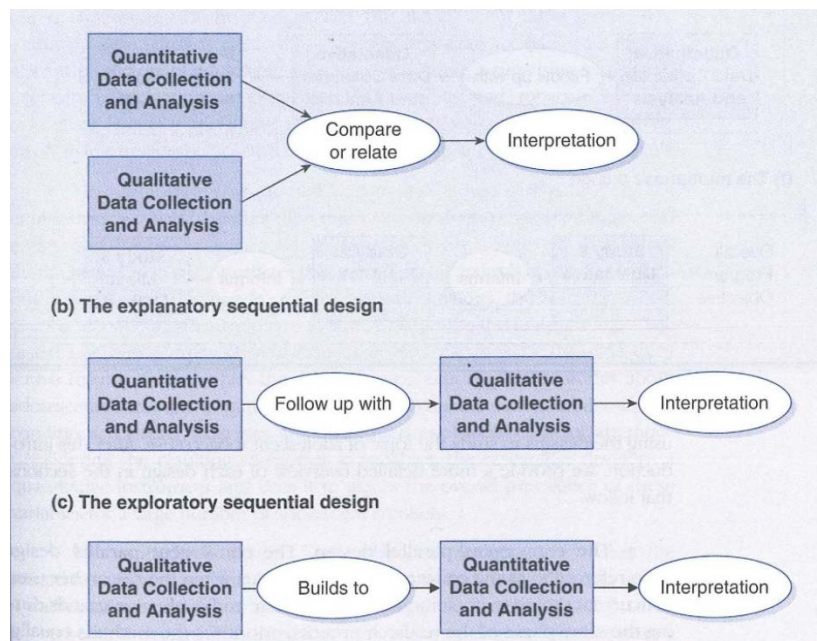 Quantitative
Data Collection
and Analysis
Compare
or relate
Interpretation
Qualitative
Data Collection
and Analysis
(b) The explanatory sequential design
Quantitative
Data Collection
and Analysis
Follow up with
Qualitative
Data Collection
and Analysis
Interpretation
(c) The exploratory sequential design
Qualitative
Data Collection
and Analysis
Builds to
Quantitative
Data Collection
and Analysis
Interpretation